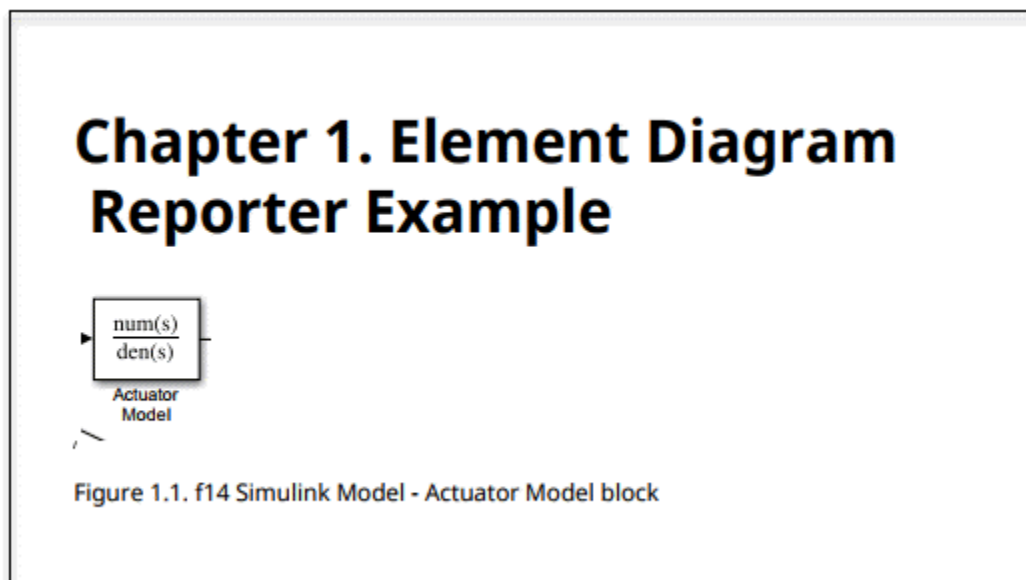 Chapter 1. Element Diagram
Reporter Example
num(s)
den(s)
Actuator
Model
Figure 1.1. f14 Simulink Model - Actuator Model block